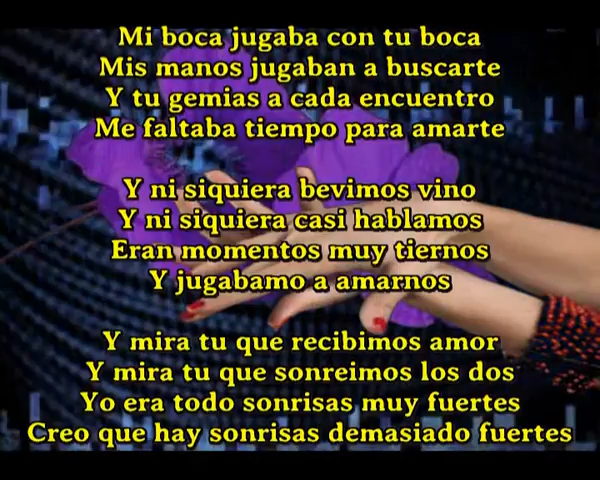 Mi boca jugaba con tu boca
Mis manos jugaban a buscarte
Y tu gemias a cada encuentro
Me faltaba tiempo para amarte
Y ni siquiera bevimos vino
Y ni siquiera casi hablamos
Eran momentos muy tiernos
Y jugabamo a amarnos
Y mira tu que recibimos amor
Y mira tu que sonreimos los dos
Yo era todo sonrisas muy fuertes
Creo que hay sonrisas demasiado fuertes